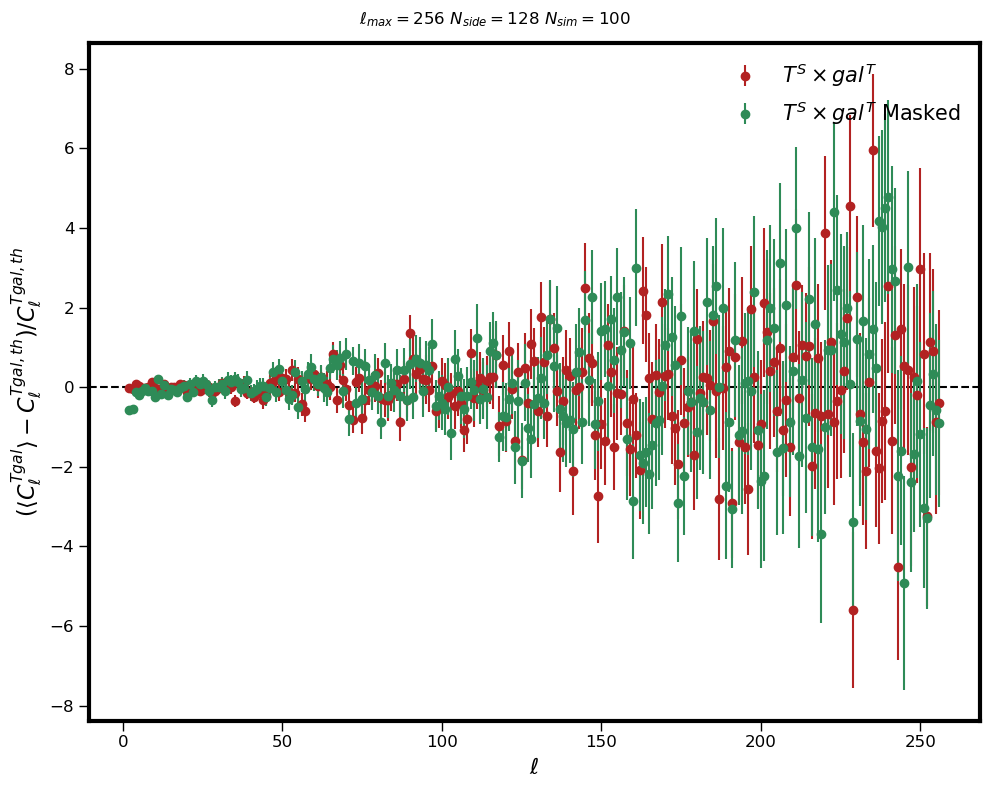 ℓ_max = 256 N_side = 128 N_sim = 100
(⟨C_ℓ^Tgal⟩ − C_ℓ^Tgal, th)/C_ℓ^Tgal, th
8
6
4
2
0
−2
−4
−6
−8
T^S × gal^T
T^S × gal^T Masked
0 50 100 150 200 250
ℓ